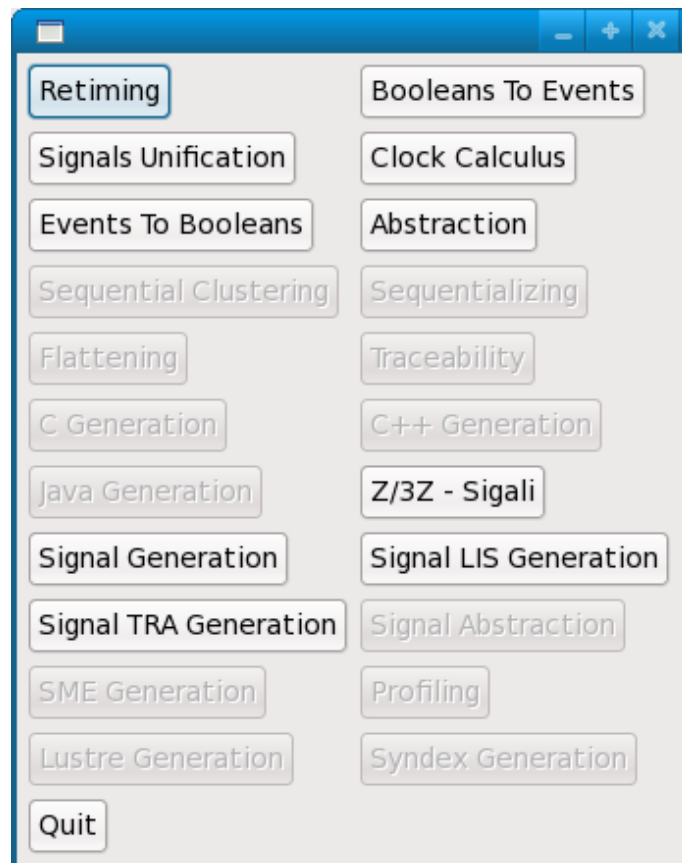 Retiming Booleans To Events
Signals Unification Clock Calculus
Events To Booleans Abstraction
Sequential Clustering Sequentializing
Flattening Traceability
C Generation C++ Generation
Java Generation Z/3Z - Sigali
Signal Generation Signal LIS Generation
Signal TRA Generation Signal Abstraction
SME Generation Profiling
Lustre Generation Syndex Generation
Quit